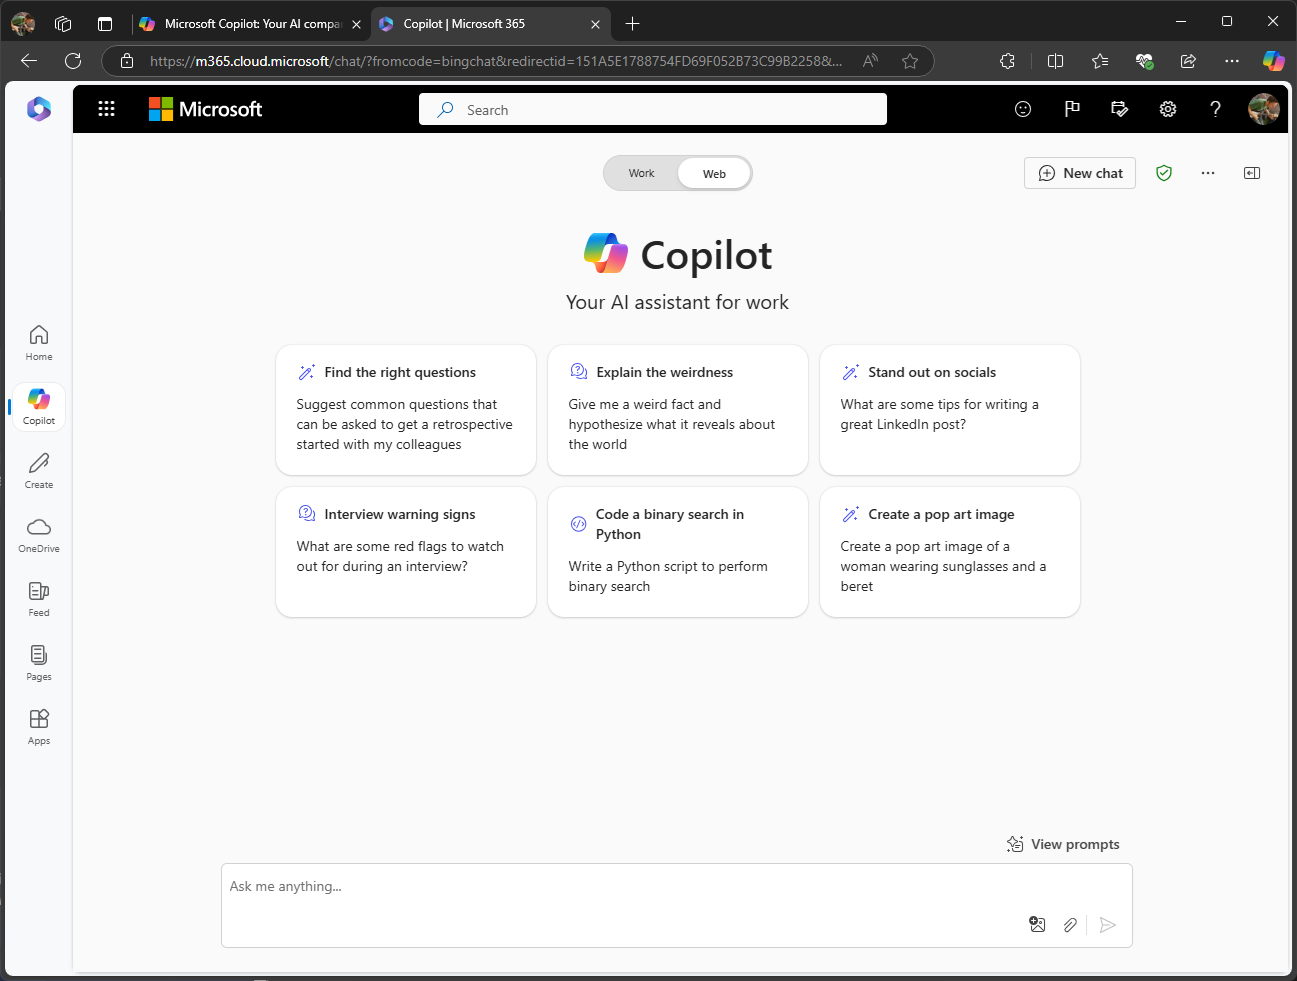 Microsoft Copilot: Your AI compa
Copilot | Microsoft 365
https://m365.cloud.microsoft/chat/?fromcode=bingchat&redirectid=151A5E1788754FD69F052B73C99B2258&...
Microsoft
Search
Work
Web
New chat
Copilot
Your AI assistant for work
Home
Copilot
Create
OneDrive
Feed
Pages
Apps
Find the right questions
Suggest common questions that
can be asked to get a retrospective
started with my colleagues
Explain the weirdness
Give me a weird fact and
hypothesize what it reveals about
the world
Stand out on socials
What are some tips for writing a
great LinkedIn post?
Interview warning signs
What are some red flags to watch
out for during an interview?
Code a binary search in
Python
Write a Python script to perform
binary search
Create a pop art image
Create a pop art image of a
woman wearing sunglasses and a
beret
View prompts
Ask me anything...